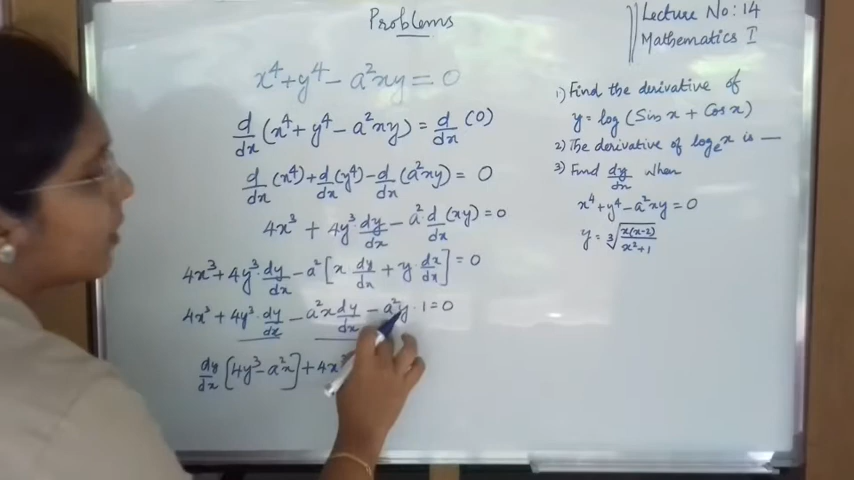 Problems
x⁴+y⁴ - a²xy = 0
d/dx (x⁴+y⁴ - a²xy) = d/dx (0)
d/dx (x⁴) + d/dx (y⁴) - d/dx (a²xy) = 0
4x³ + 4y³ · dy/dx - a² · d/dx (xy) = 0
4x³ + 4y³ · dy/dx - a² [x dy/dx + y · dx/dx] = 0
4x³ + 4y³ · dy/dx - a²x dy/dx - a²y · 1 = 0
dy/dx [4y³ - a²x] + 4x³
Lecture No: 14
Mathematics I
1) Find the derivative of
y = log (Sin x + Cos x)
2) The derivative of logₑx is —
3) Find dy/dx when
x⁴+y⁴ - a²xy = 0
y = ∛(x(x-2)/(x²+1))